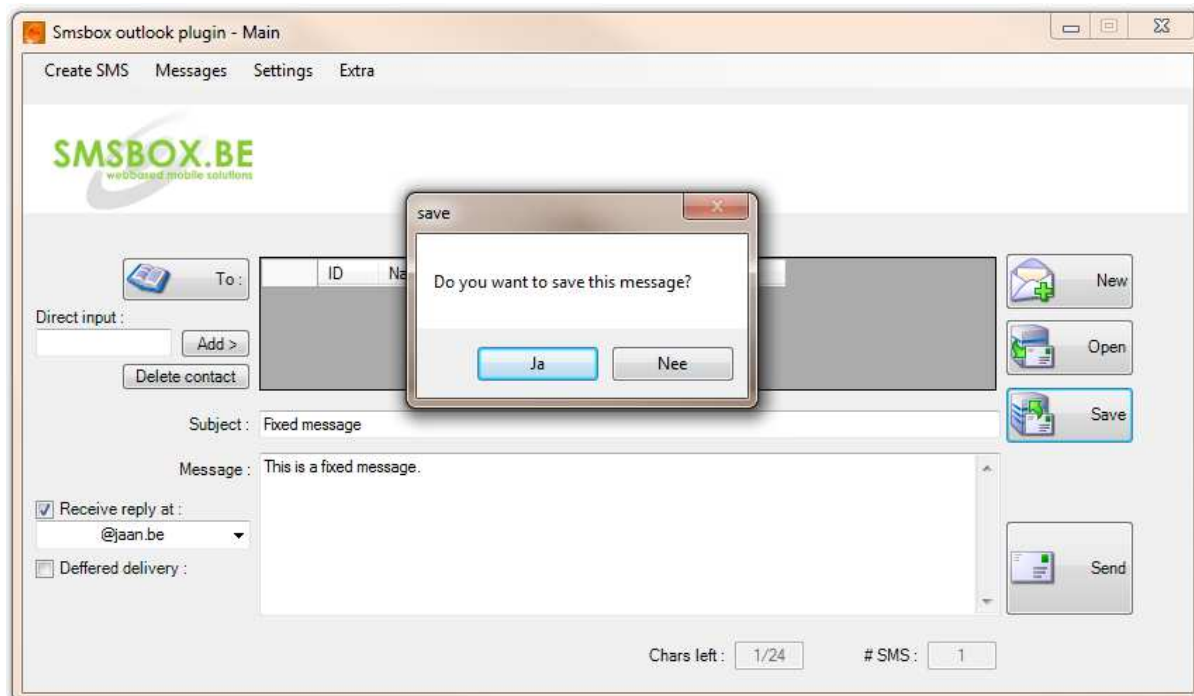 Smsbox outlook plugin - Main
Create SMS Messages Settings Extra
SMSBOX.BE
webbased mobile solutions
save
Do you want to save this message?
Ja Nee
To :
ID
New
Direct input :
Add >
Open
Delete contact
Save
Subject : Fixed message
Message : This is a fixed message.
Receive reply at :
@jaan.be
Deffered delivery :
Send
Chars left : 1/24 # SMS : 1